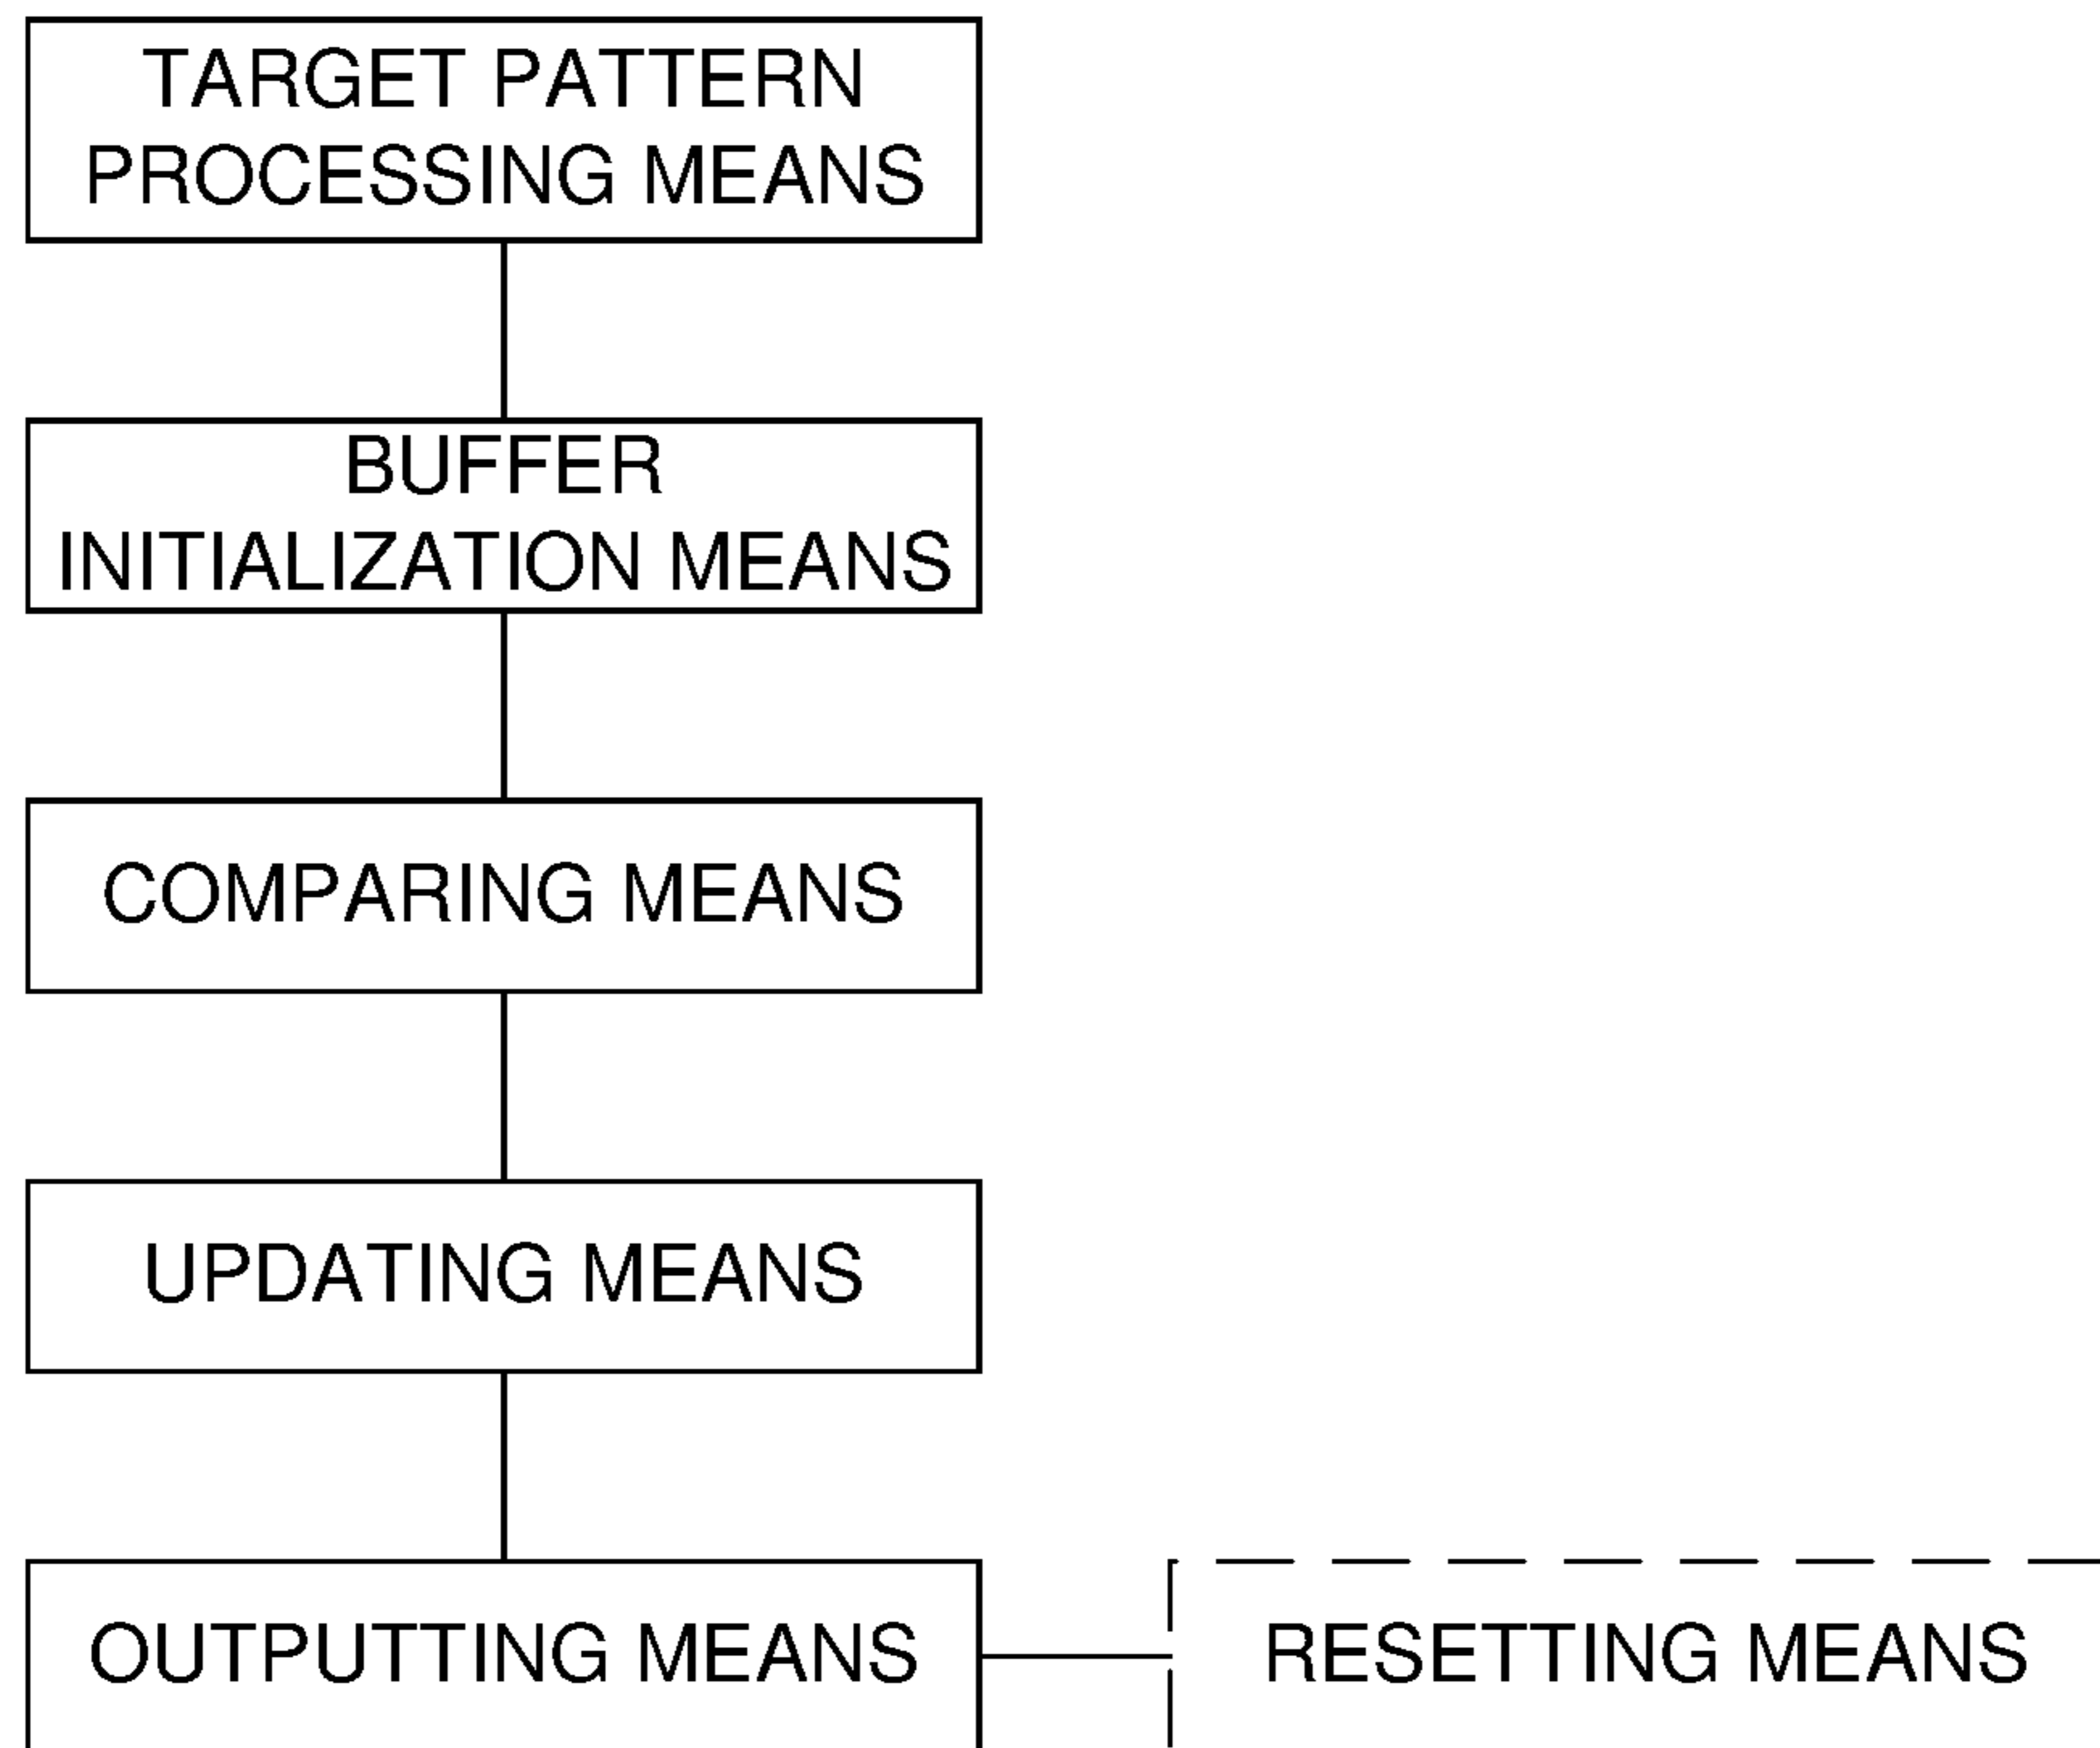 TARGET PATTERN
PROCESSING MEANS
BUFFER
INITIALIZATION MEANS
COMPARING MEANS
UPDATING MEANS
OUTPUTTING MEANS
RESETTING MEANS